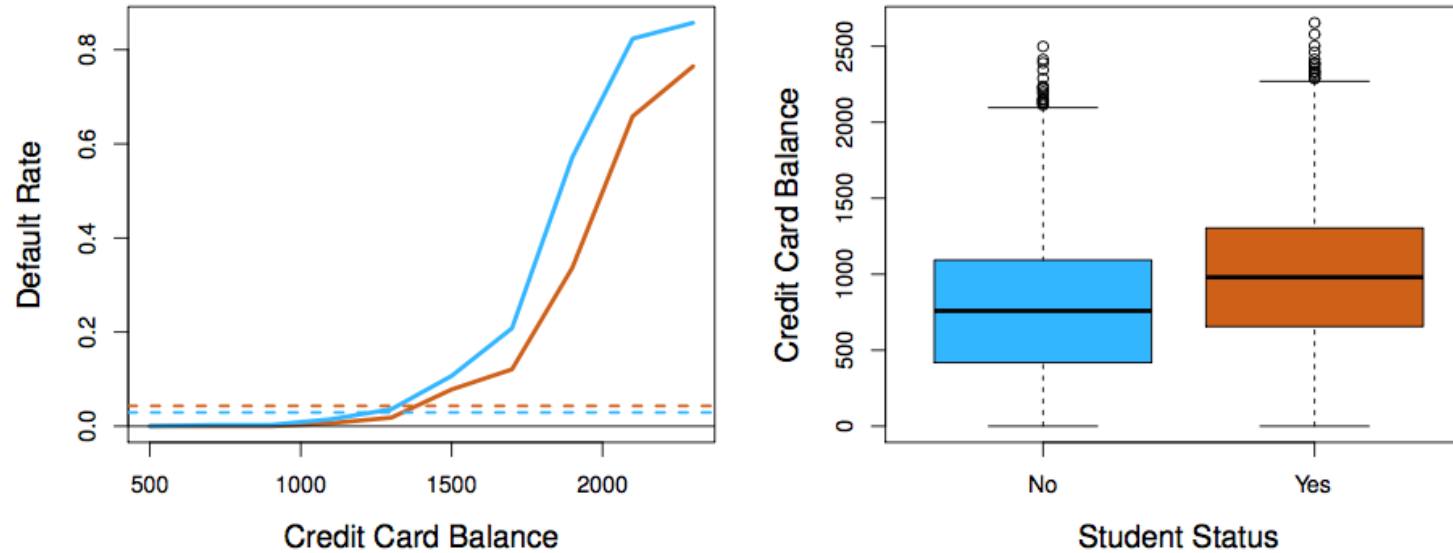 Default Rate
0.8
0.6
0.4
0.2
0.0
500 1000 1500 2000
Credit Card Balance
Credit Card Balance
2500
2000
1500
1000
500
0
No Yes
Student Status